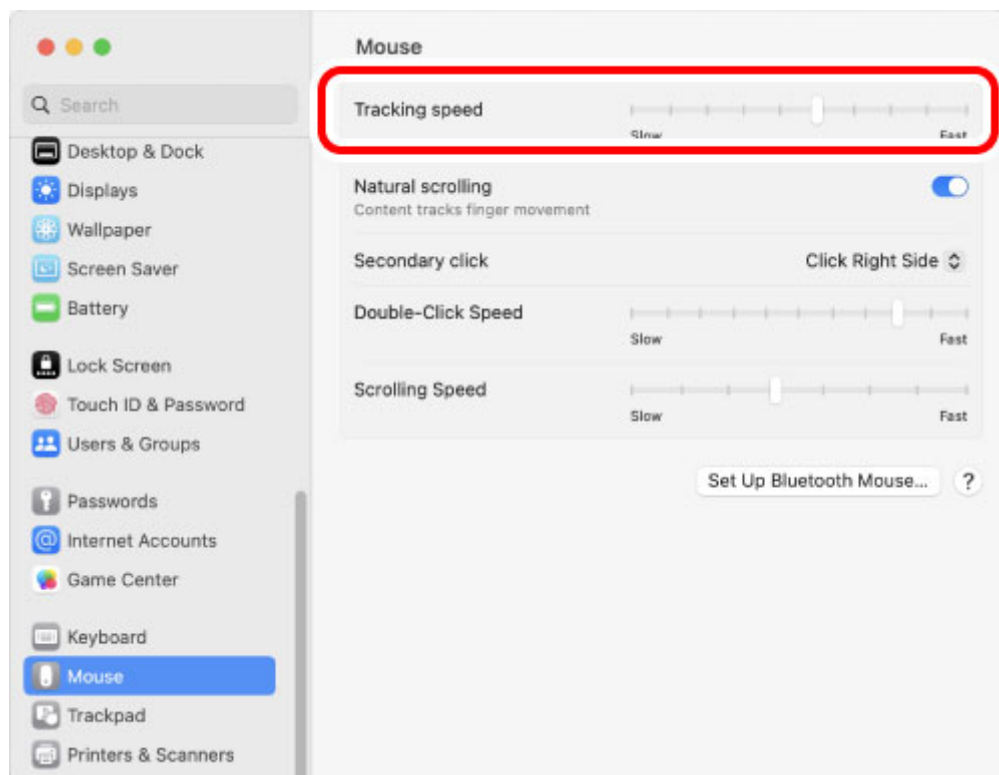 Search
Desktop & Dock
Displays
Wallpaper
Screen Saver
Battery
Lock Screen
Touch ID & Password
Users & Groups
Passwords
Internet Accounts
Game Center
Keyboard
Mouse
Trackpad
Printers & Scanners
Mouse
Tracking speed
Slow Fast
Natural scrolling
Content tracks finger movement
Secondary click Click Right Side
Double-Click Speed
Slow Fast
Scrolling Speed
Slow Fast
Set Up Bluetooth Mouse... ?